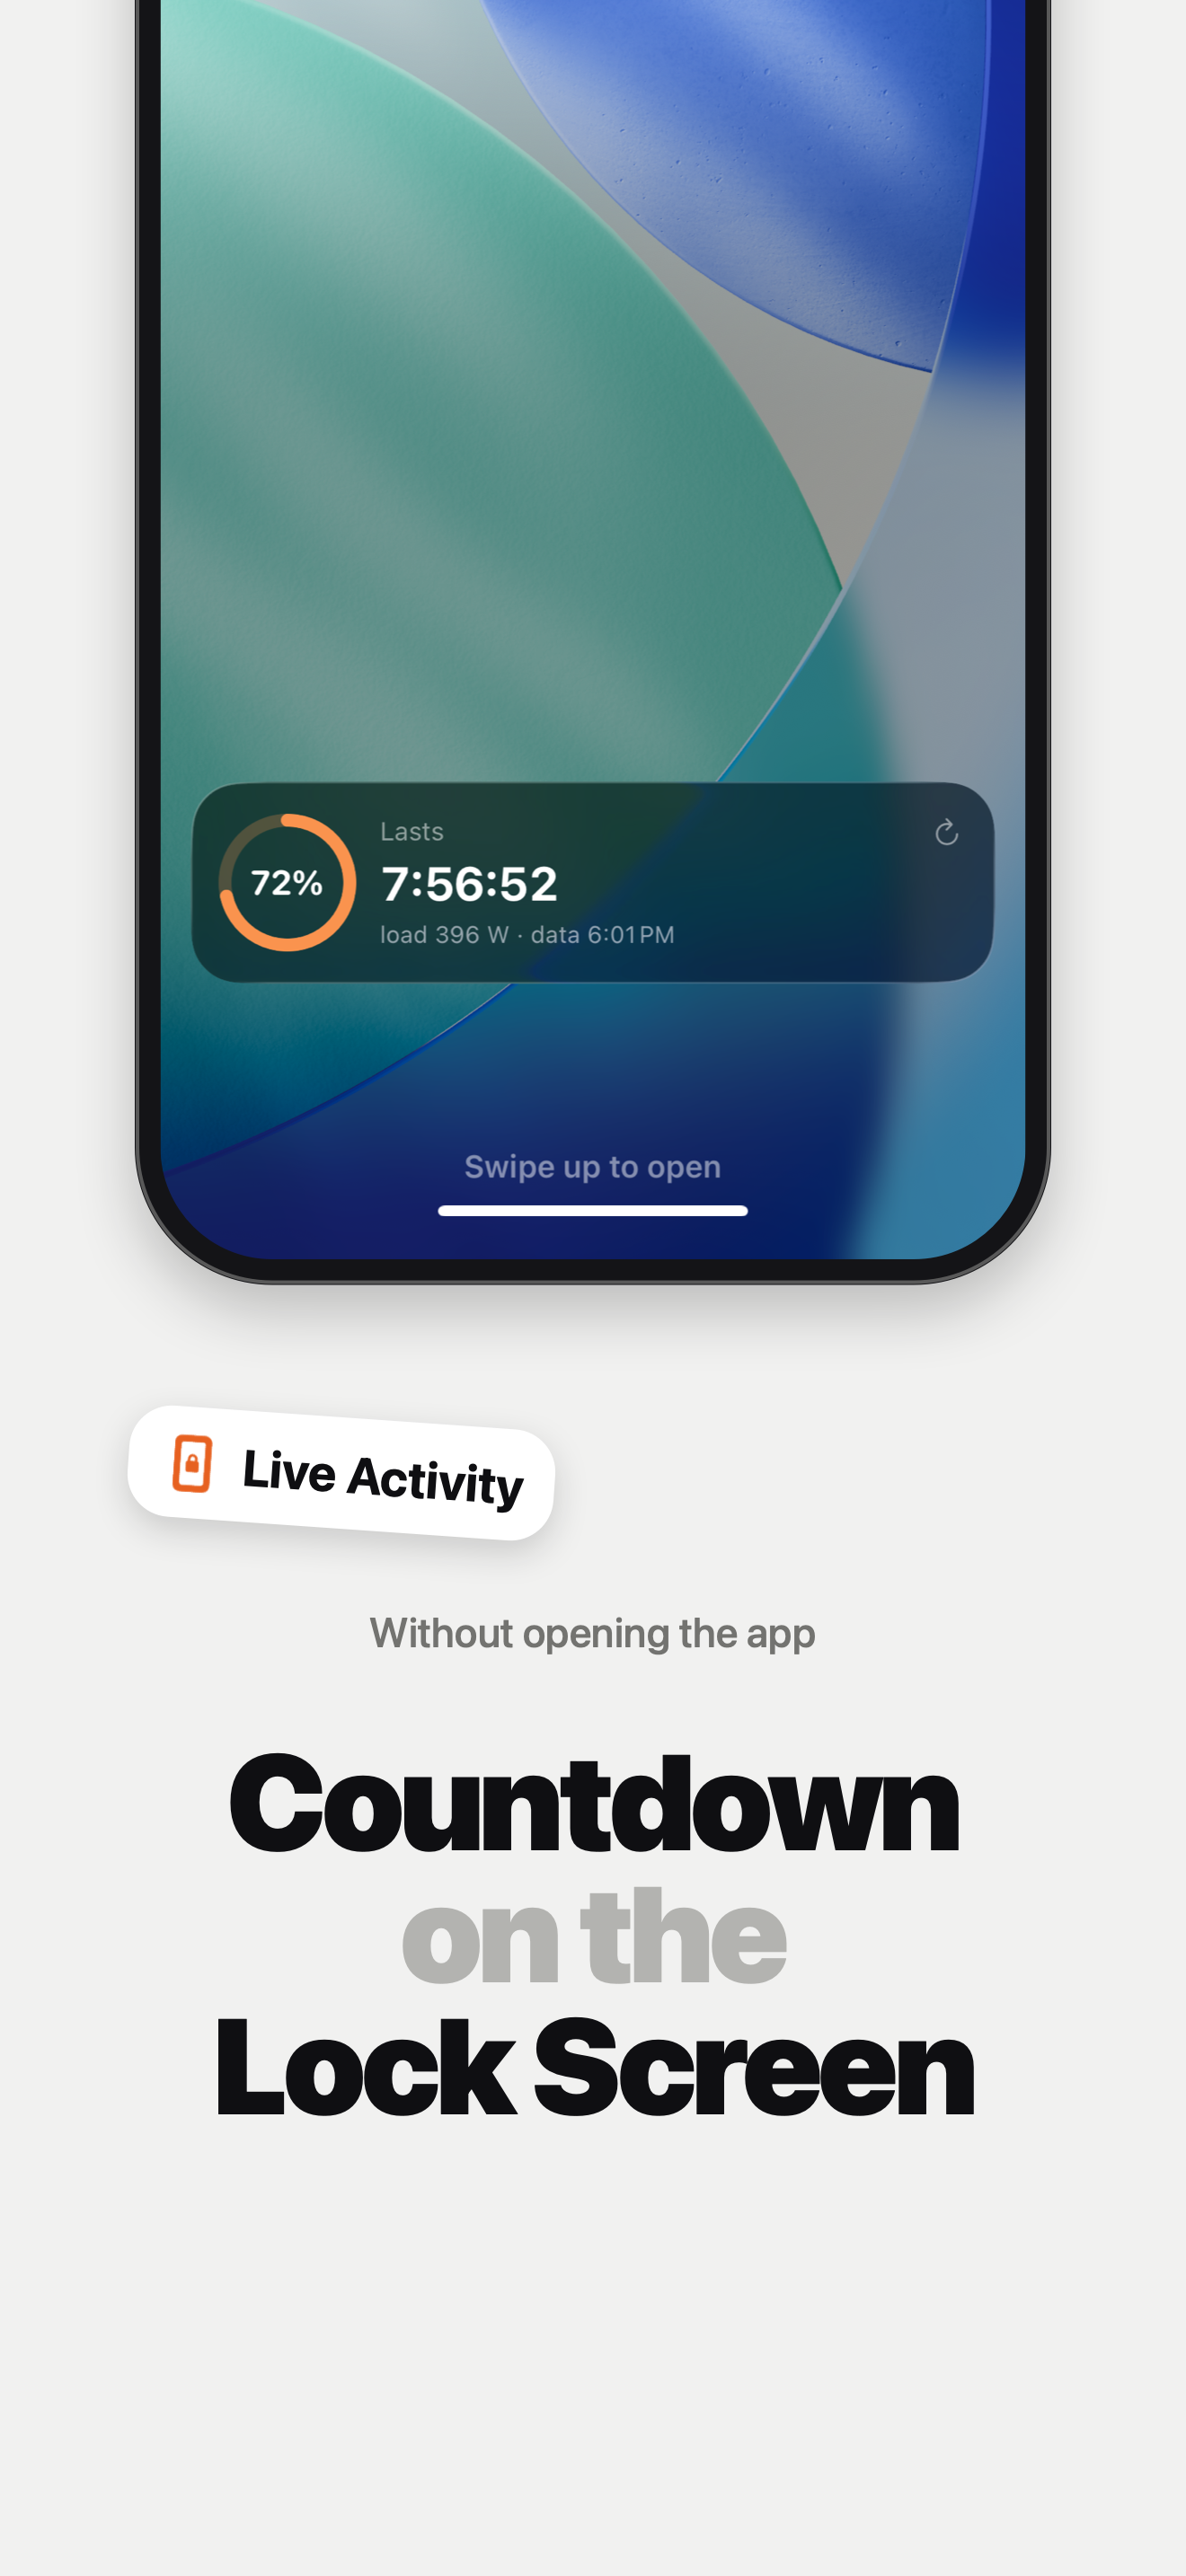 72%
Lasts
7:56:52
load 396 W · data 6:01 PM
Swipe up to open
Live Activity
Without opening the app
Countdown
on the
Lock Screen